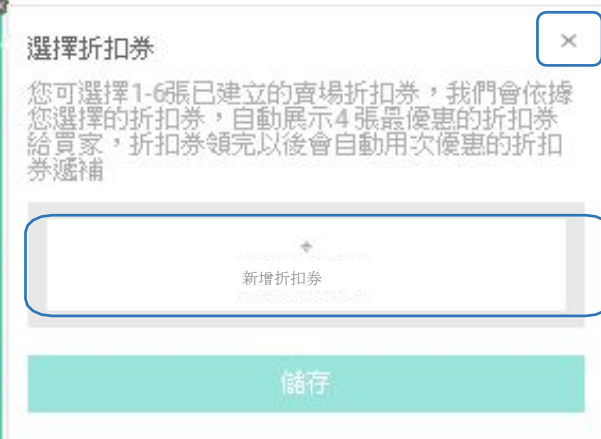 選擇折扣券
您可選擇1-6張已建立的賣場折扣券，我們會依據
您選擇的折扣券，自動展示4張最優惠的折扣券
給買家，折扣券領完以後會自動用次優惠的折扣
券遞補
新增折扣券
儲存